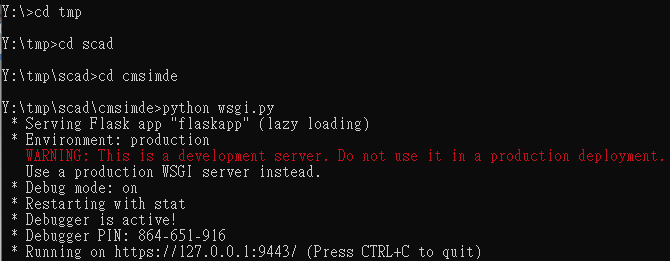 Y:\>cd tmp
Y:\tmp>cd scad
Y:\tmp\scad>cd cmsimde
Y:\tmp\scad\cmsimde>python wsgi.py
* Serving Flask app "flaskapp" (lazy loading)
* Environment: production
WARNING: This is a development server. Do not use it in a production deployment.
Use a production WSGI server instead.
* Debug mode: on
* Restarting with stat
* Debugger is active!
* Debugger PIN: 864-651-916
* Running on https://127.0.0.1:9443/ (Press CTRL+C to quit)